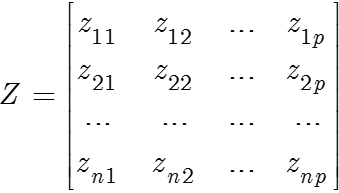 z₁₁ z₁₂ ... z₁ₚ
z₂₁ z₂₂ ... z₂ₚ
Z =
... ... ... ...
zₙ₁ zₙ₂ ... zₙₚ